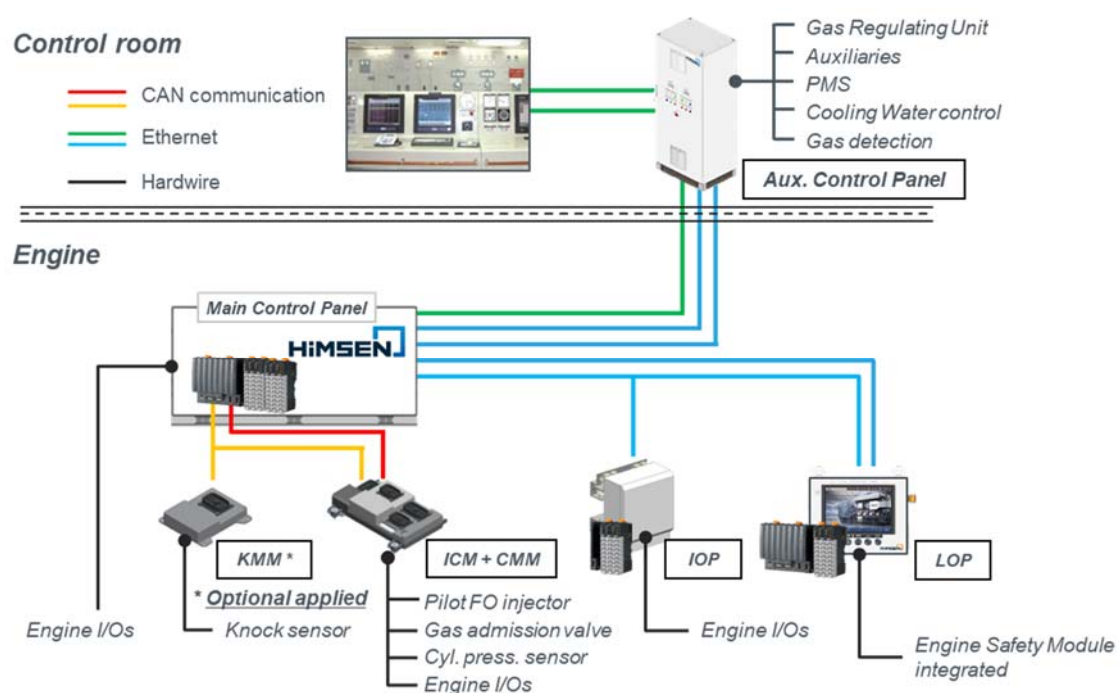 Control room
CAN communication
Ethernet
Hardwire
Gas Regulating Unit
Auxiliaries
PMS
Cooling Water control
Gas detection
Aux. Control Panel
Engine
Main Control Panel
HiMSEN
KMM *
* Optional applied
ICM + CMM
IOP
LOP
Engine I/Os
Knock sensor
Pilot FO injector
Gas admission valve
Cyl. press. sensor
Engine I/Os
Engine I/Os
Engine Safety Module
integrated